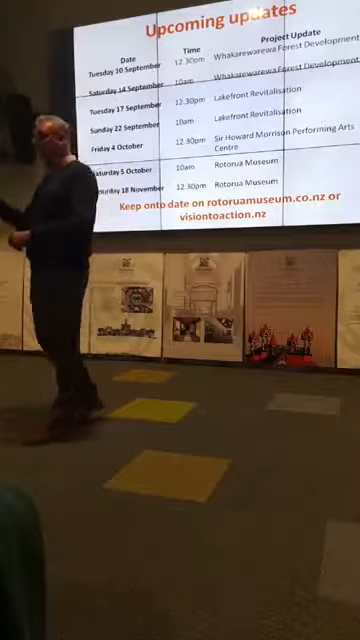 Upcoming updates
Date Time Project Update
Tuesday 10 September 12.30pm Whakarewarewa Forest Development
Saturday 14 September 10am Whakarewarewa Forest Development
Tuesday 17 September 12.30pm Lakefront Revitalisation
Sunday 22 September 10am Lakefront Revitalisation
Friday 4 October 12.30pm Sir Howard Morrison Performing Arts
Centre
Saturday 5 October 10am Rotorua Museum
18 November 12.30pm Rotorua Museum
Keep onto date on rotoruamuseum.co.nz or
visiontoaction.nz